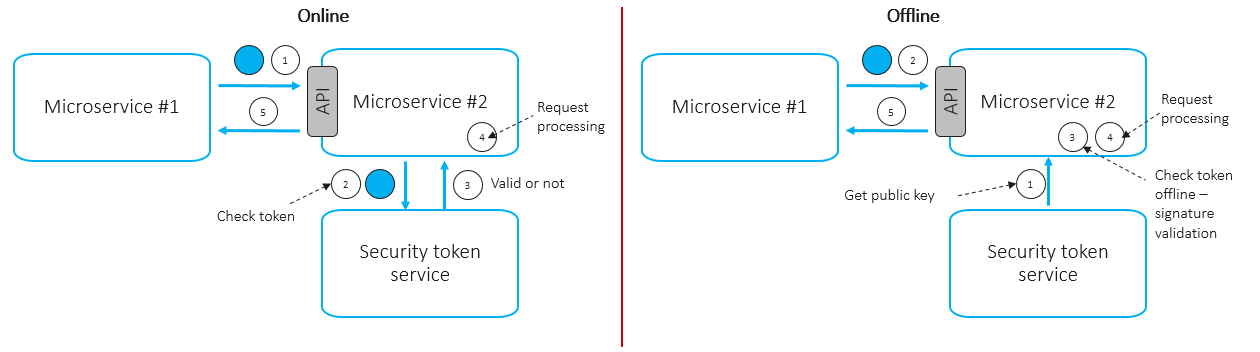 Online
Microservice #1
1
5
API
Microservice #2
4
Request
processing
2
Check token
3
Valid or not
Security token
service
Offline
Microservice #1
2
5
API
Microservice #2
3
4
Request
processing
Check token
offline –
signature
validation
1
Get public key
Security token
service